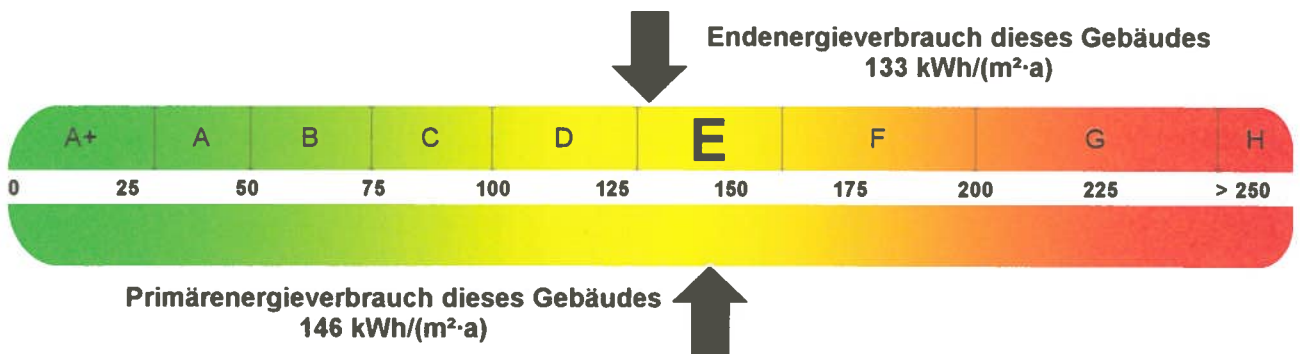 Endenergieverbrauch dieses Gebäudes
133 kWh/(m²·a)
A+ A B C D E F G H
0 25 50 75 100 125 150 175 200 225 > 250
Primärenergieverbrauch dieses Gebäudes
146 kWh/(m²·a)